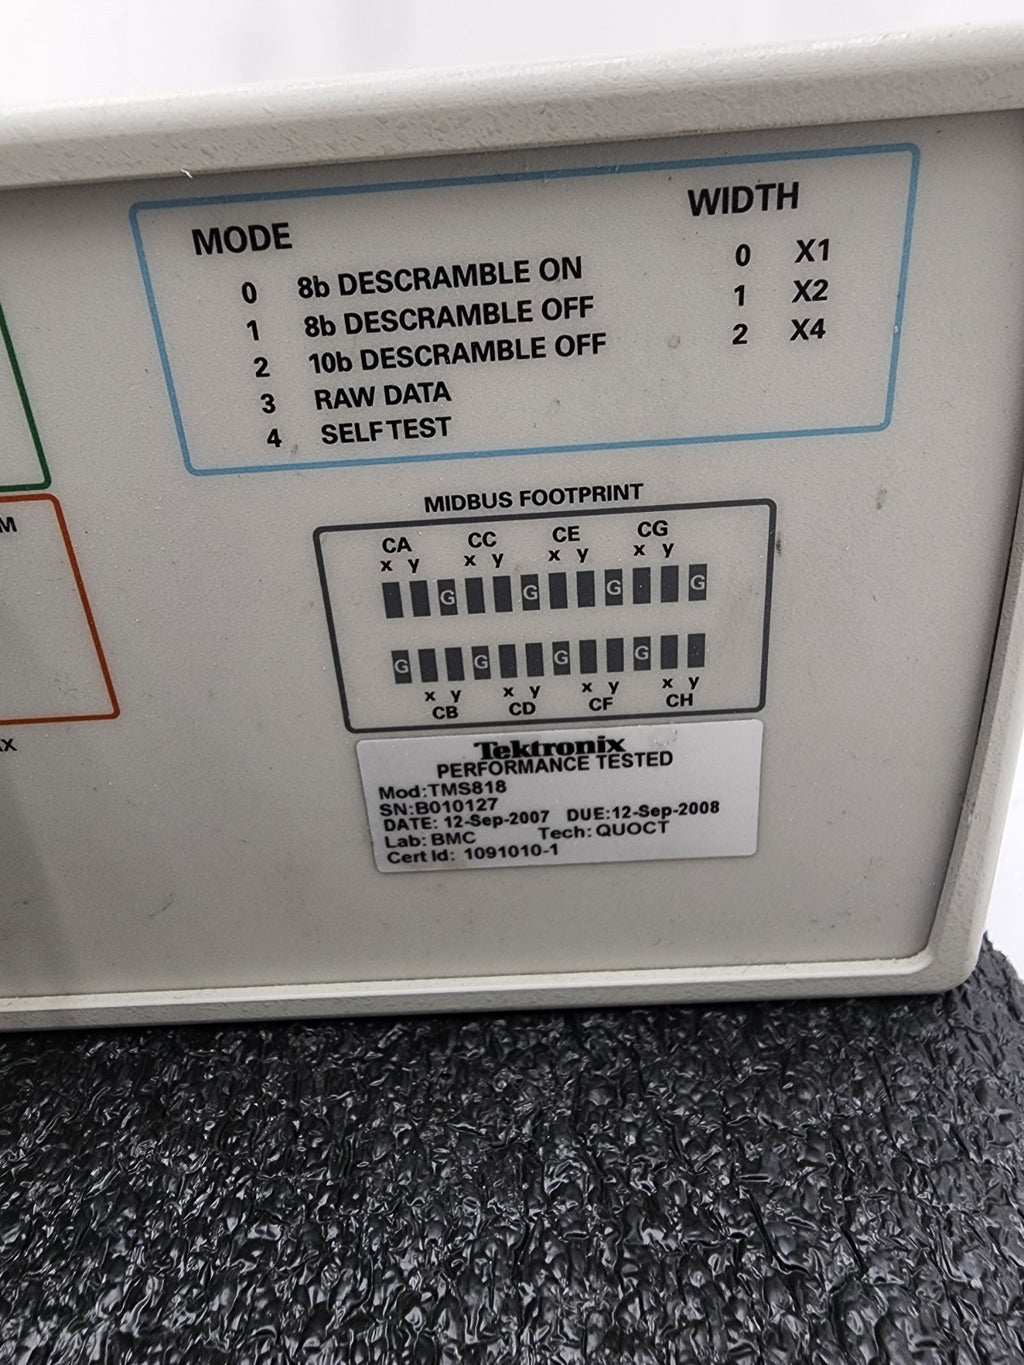 MODE WIDTH
0 8b DESCRAMBLE ON 0 X1
1 8b DESCRAMBLE OFF 1 X2
2 10b DESCRAMBLE OFF 2 X4
3 RAW DATA
4 SELF TEST
M
X
MIDBUS FOOTPRINT
CA CC CE CG
x y x y x y x y
G G G G
G G G G
x y x y x y x y
CB CD CF CH
Tektronix
PERFORMANCE TESTED
Mod:TMS818
SN:B010127
DATE: 12-Sep-2007 DUE:12-Sep-2008
Lab: BMC Tech: QUOCT
Cert Id: 1091010-1